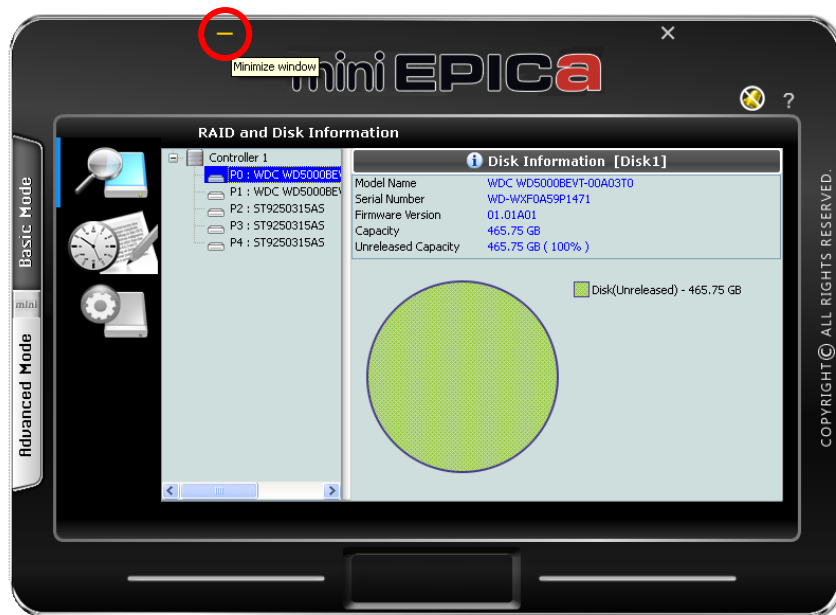 Minimize window
mini EPICa
?
RAID and Disk Information
Controller 1
P0 : WDC WD5000BEV
P1 : WDC WD5000BE
P2 : ST9250315AS
P3 : ST9250315AS
P4 : ST9250315AS
Disk Information [Disk1]
Model Name WDC WD5000BEVT-00A03T0
Serial Number WD-WXF0A59P1471
Firmware Version 01.01A01
Capacity 465.75 GB
Unreleased Capacity 465.75 GB ( 100% )
Disk(Unreleased) - 465.75 GB
Basic Mode
mini
Advanced Mode
COPYRIGHT© ALL RIGHTS RESERVED.